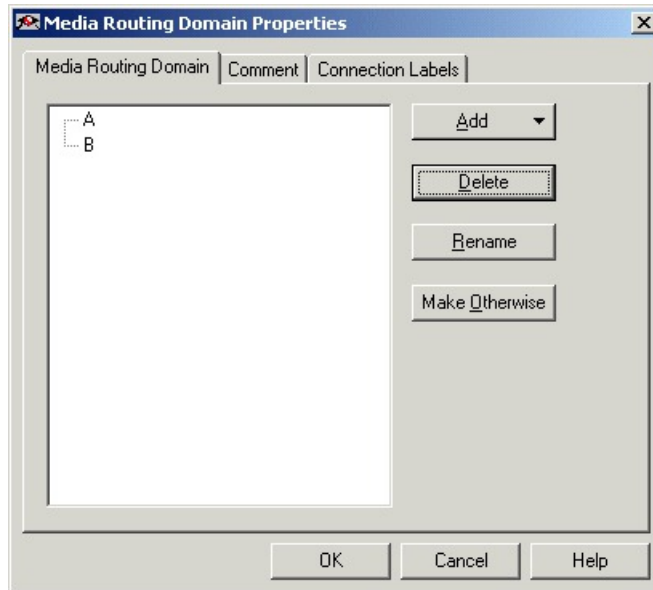 Media Routing Domain Properties
Media Routing Domain Comment Connection Labels
A
B
Add
Delete
Rename
Make Otherwise
OK Cancel Help